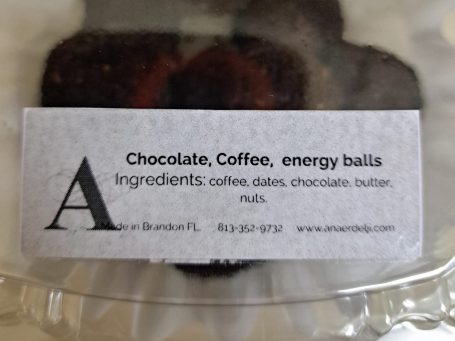 Chocolate, Coffee, energy balls
Ingredients: coffee, dates, chocolate, butter,
nuts.
A
Made in Brandon FL. 813-352-9732 www.anaerdelji.com